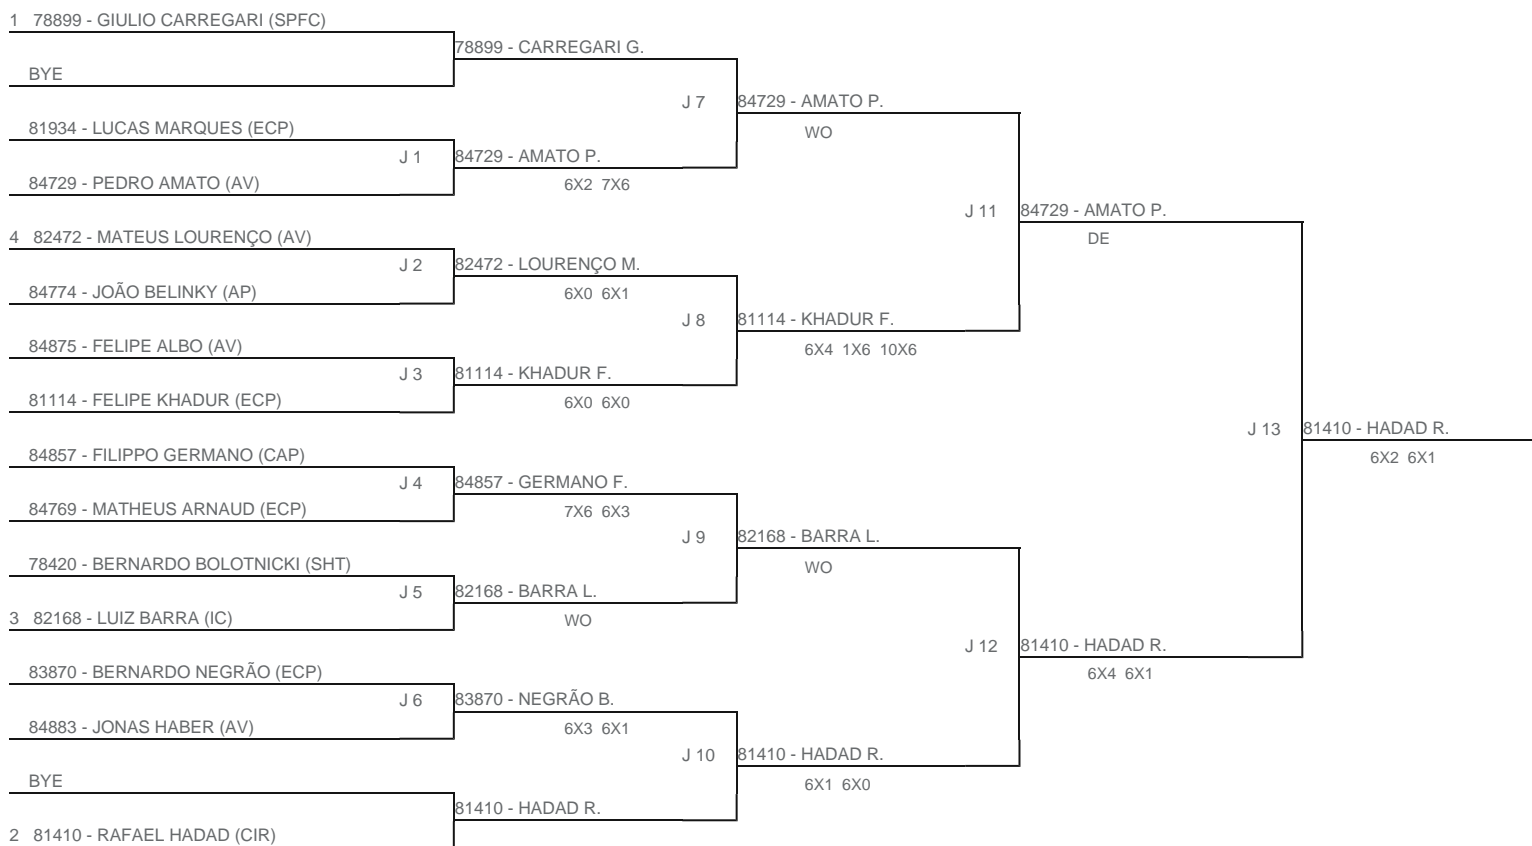 1 78899 - GIULIO CARREGARI (SPFC)
78899 - CARREGARI G.
BYE
J 7 84729 - AMATO P.
81934 - LUCAS MARQUES (ECP)
WO
J 1 84729 - AMATO P.
84729 - PEDRO AMATO (AV)
6X2 7X6
J 11 84729 - AMATO P.
4 82472 - MATEUS LOURENÇO (AV)
DE
J 2 82472 - LOURENÇO M.
84774 - JOÃO BELINKY (AP)
6X0 6X1
J 8 81114 - KHADUR F.
84875 - FELIPE ALBO (AV)
6X4 1X6 10X6
J 3 81114 - KHADUR F.
81114 - FELIPE KHADUR (ECP)
6X0 6X0
J 13 81410 - HADAD R.
84857 - FILIPPO GERMANO (CAP)
6X2 6X1
J 4 84857 - GERMANO F.
84769 - MATHEUS ARNAUD (ECP)
7X6 6X3
J 9 82168 - BARRA L.
78420 - BERNARDO BOLOTNICKI (SHT)
WO
J 5 82168 - BARRA L.
3 82168 - LUIZ BARRA (IC)
WO
J 12 81410 - HADAD R.
83870 - BERNARDO NEGRÃO (ECP)
6X4 6X1
J 6 83870 - NEGRÃO B.
84883 - JONAS HABER (AV)
6X3 6X1
J 10 81410 - HADAD R.
BYE
6X1 6X0
81410 - HADAD R.
2 81410 - RAFAEL HADAD (CIR)